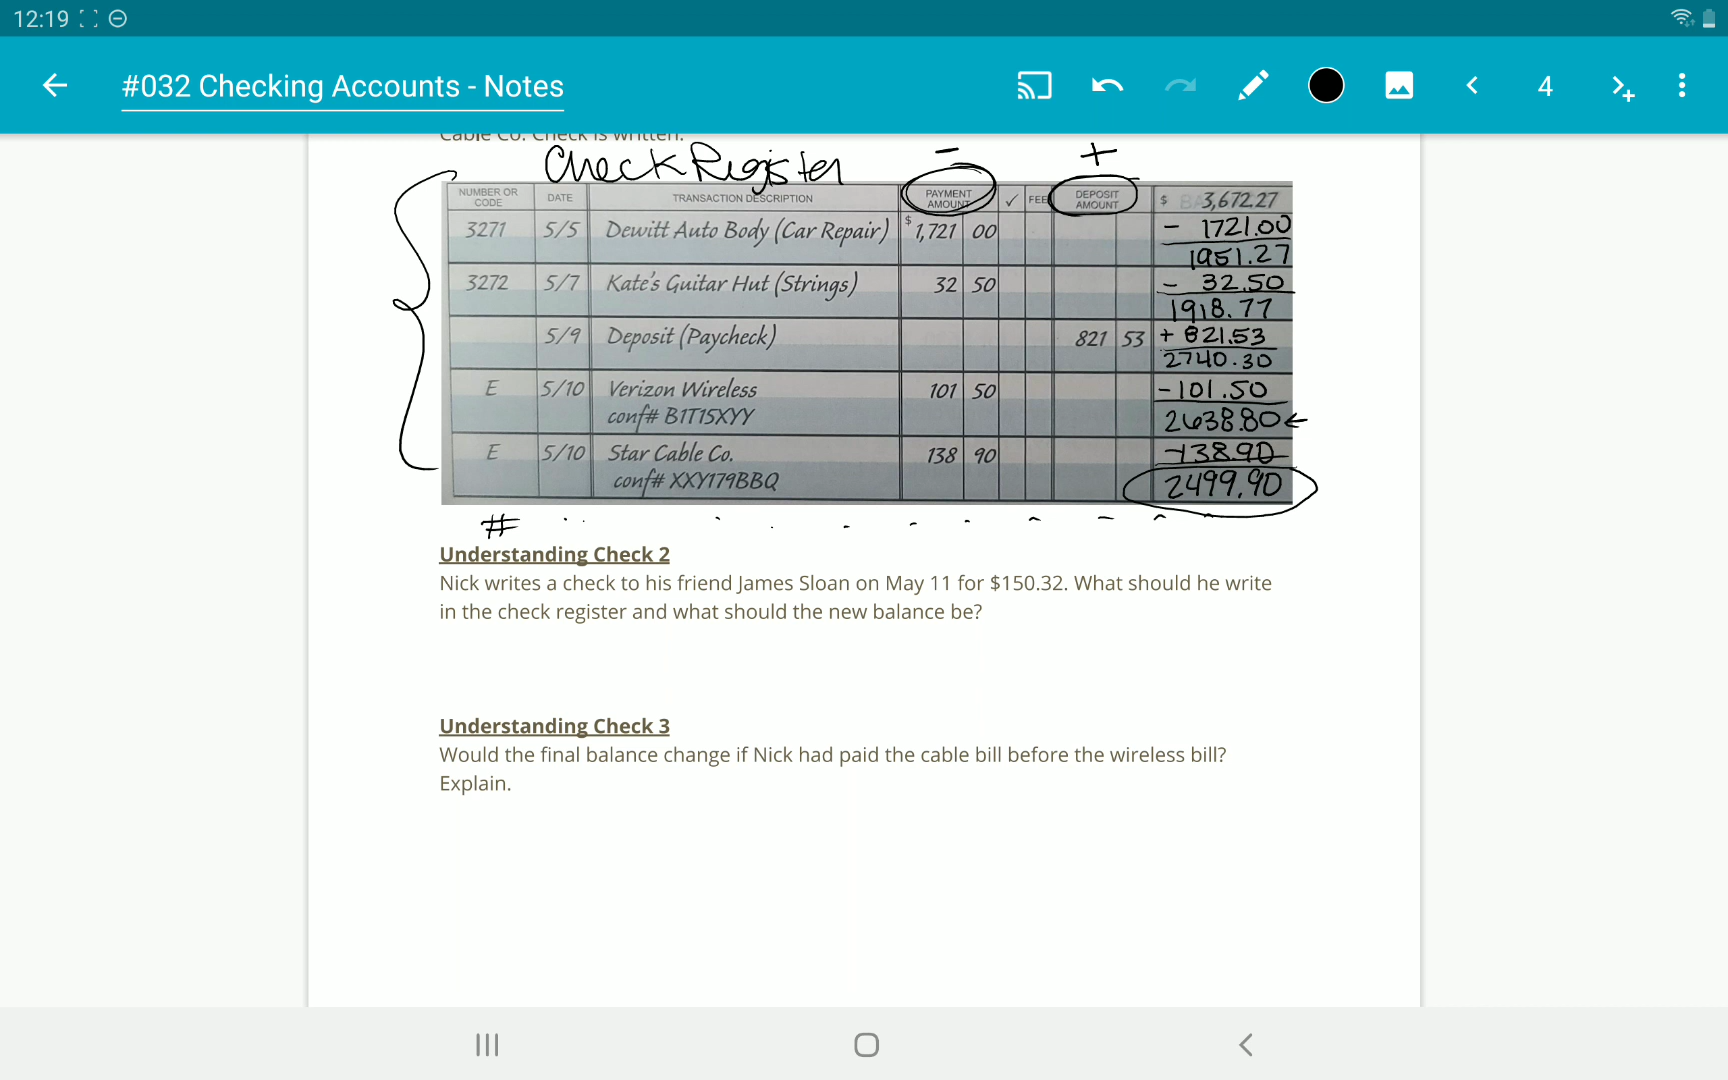 12:19
#032 Checking Accounts - Notes
4
Cable Co. Check is written.
Check Register - +
NUMBER OR CODE DATE TRANSACTION DESCRIPTION PAYMENT AMOUNT ✓ FEE DEPOSIT AMOUNT $ 3,672.27
3271 5/5 Dewitt Auto Body (Car Repair) $ 1,721 00 - 1721.00
1951.27
3272 5/7 Kate's Guitar Hut (Strings) 32 50 - 32.50
1918.77
5/9 Deposit (Paycheck) 821 53 + 821.53
2740.30
E 5/10 Verizon Wireless 101 50 -101.50
conf# B1T15XYY 2638.80 ←
E 5/10 Star Cable Co. 138 90 -138.90
conf# XXY179BBQ 2499.90
#
Understanding Check 2
Nick writes a check to his friend James Sloan on May 11 for $150.32. What should he write
in the check register and what should the new balance be?
Understanding Check 3
Would the final balance change if Nick had paid the cable bill before the wireless bill?
Explain.